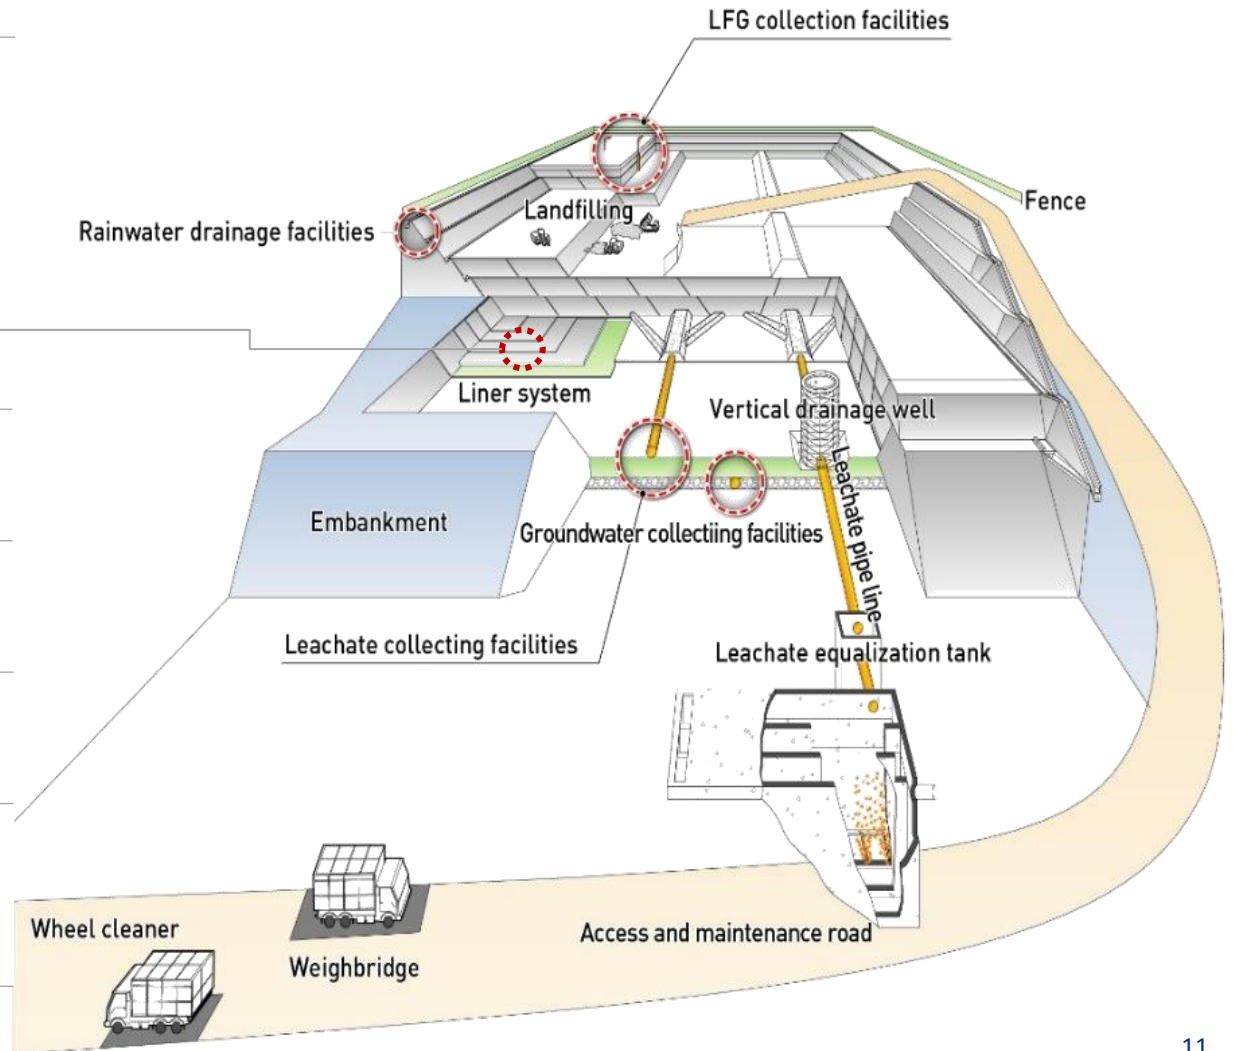 LFG collection facilities
Fence
Landfilling
Rainwater drainage facilities
Liner system
Vertical drainage well
Leachate pipe line
Embankment
Groundwater collectiing facilities
Leachate collecting facilities
Leachate equalization tank
Wheel cleaner
Access and maintenance road
Weighbridge
11